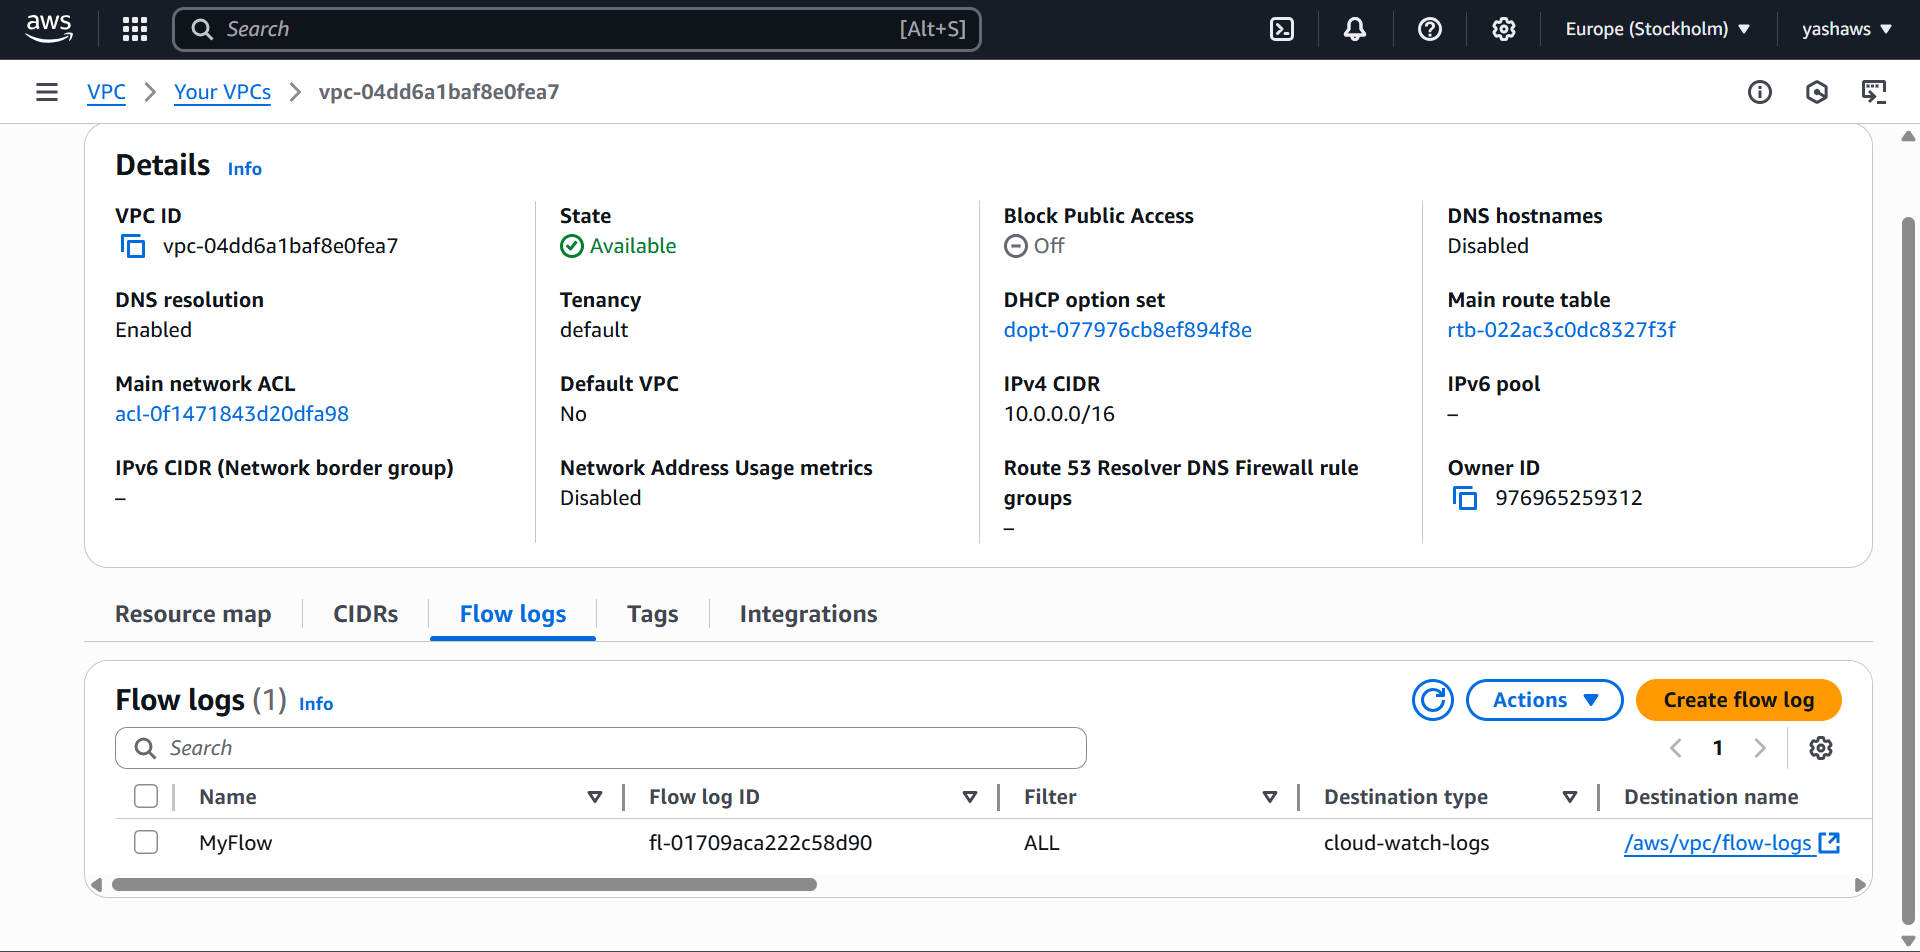 aws Search [Alt+S] Europe (Stockholm) yashaws
VPC Your VPCs vpc-04dd6a1baf8e0fea7
Details Info
VPC ID
vpc-04dd6a1baf8e0fea7
State
Available
Block Public Access
Off
DNS hostnames
Disabled
DNS resolution
Enabled
Tenancy
default
DHCP option set
dopt-077976cb8ef894f8e
Main route table
rtb-022ac3c0dc8327f3f
Main network ACL
acl-0f1471843d20dfa98
Default VPC
No
IPv4 CIDR
10.0.0.0/16
IPv6 pool
–
IPv6 CIDR (Network border group)
–
Network Address Usage metrics
Disabled
Route 53 Resolver DNS Firewall rule
groups
–
Owner ID
976965259312
Resource map CIDRs Flow logs Tags Integrations
Flow logs (1) Info Actions Create flow log
Search 1
Name Flow log ID Filter Destination type Destination name
MyFlow fl-01709aca222c58d90 ALL cloud-watch-logs /aws/vpc/flow-logs